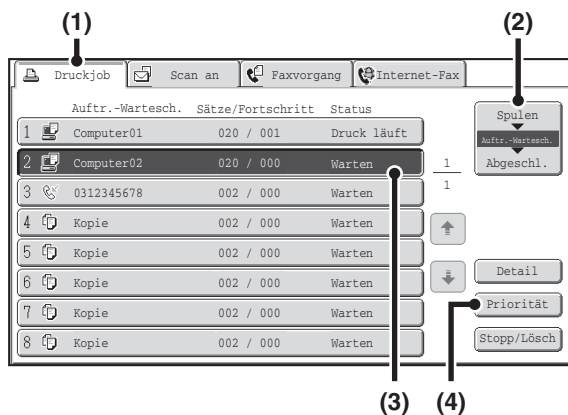 (1) (2)
Druckjob Scan an Faxvorgang Internet-Fax
Auftr.-Wartesch. Sätze/Fortschritt Status
1 Computer01 020 / 001 Druck läuft
2 Computer02 020 / 000 Warten
3 0312345678 002 / 000 Warten
4 Kopie 002 / 000 Warten
5 Kopie 002 / 000 Warten
6 Kopie 002 / 000 Warten
7 Kopie 002 / 000 Warten
8 Kopie 002 / 000 Warten
1
1
Spulen
Auftr.-Wartesch.
Abgeschl.
Detail
Priorität
Stopp/Lösch
(3) (4)